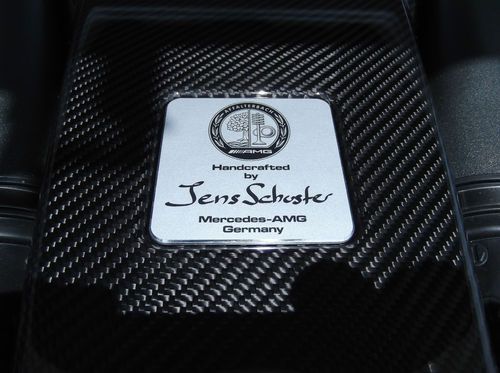 AFFALTERBACH
AMG
Handcrafted
by
Jens Schuster
Mercedes-AMG
Germany